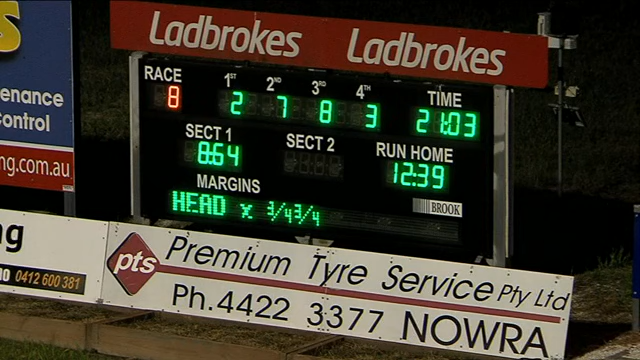 Ladbrokes Ladbrokes
RACE 1ST 2ND 3RD 4TH TIME
8 2 7 8 3 21.03
SECT 1 SECT 2 RUN HOME
8.64 12.39
MARGINS
HEAD x 3/4 3/4
BROOK
enance
Control
ng.com.au
g
0412 600 381
pts Premium Tyre Service Pty Ltd
Ph.4422 3377 NOWRA